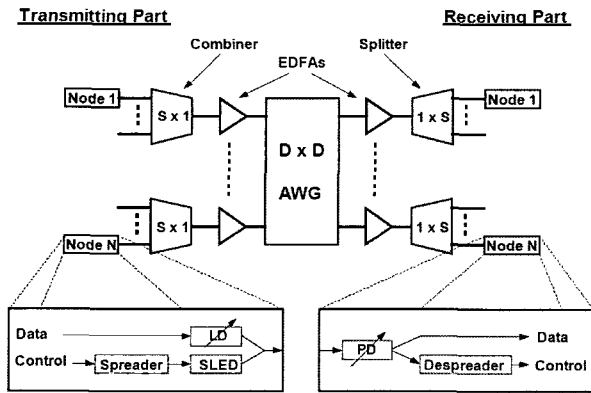 Transmitting Part
Receiving Part
Combiner
EDFAs
Splitter
Node 1
S x 1
D x D
AWG
1 x S
Node 1
S x 1
1 x S
Node N
Node N
Data
LD
Control
Spreader
SLED
PD
Data
Despreader
Control